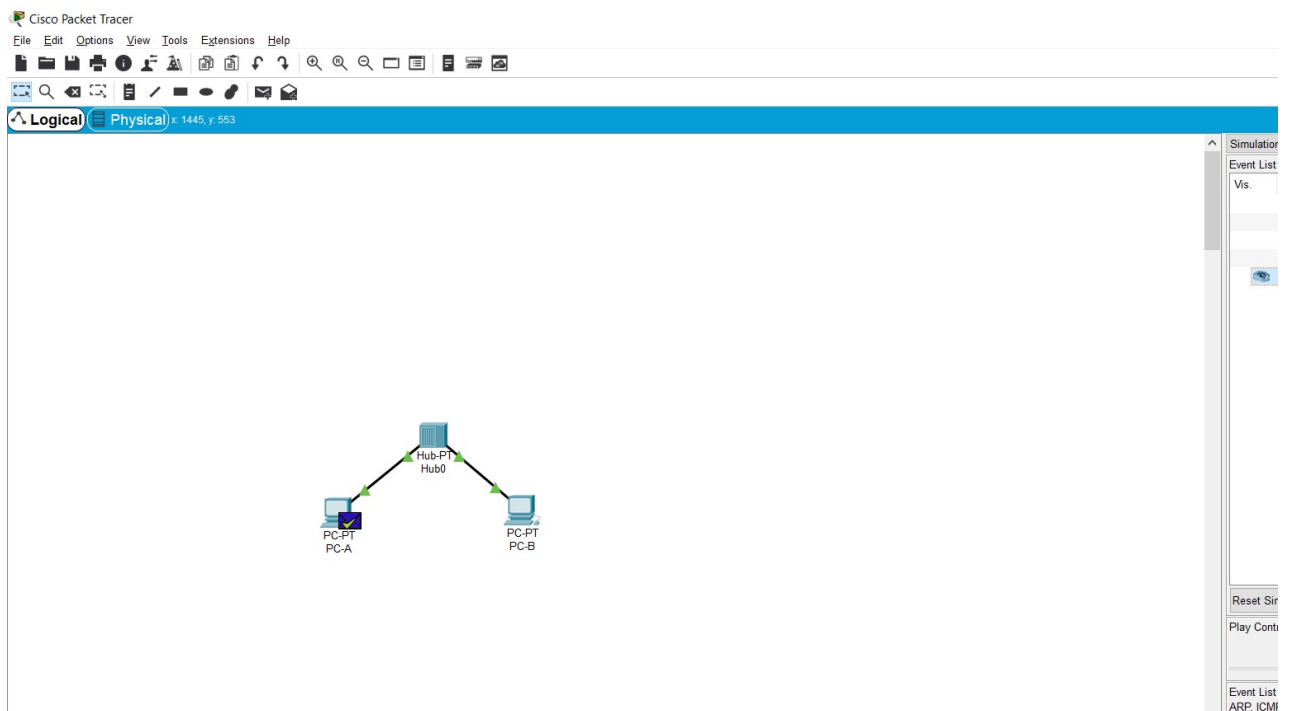 Cisco Packet Tracer
File Edit Options View Tools Extensions Help
Logical Physical x: 1445, y: 553
Simulation
Event List
Vis.
Hub-PT
Hub0
PC-PT
PC-A
PC-PT
PC-B
Reset Sim
Play Contr
Event List
ARP, ICMP